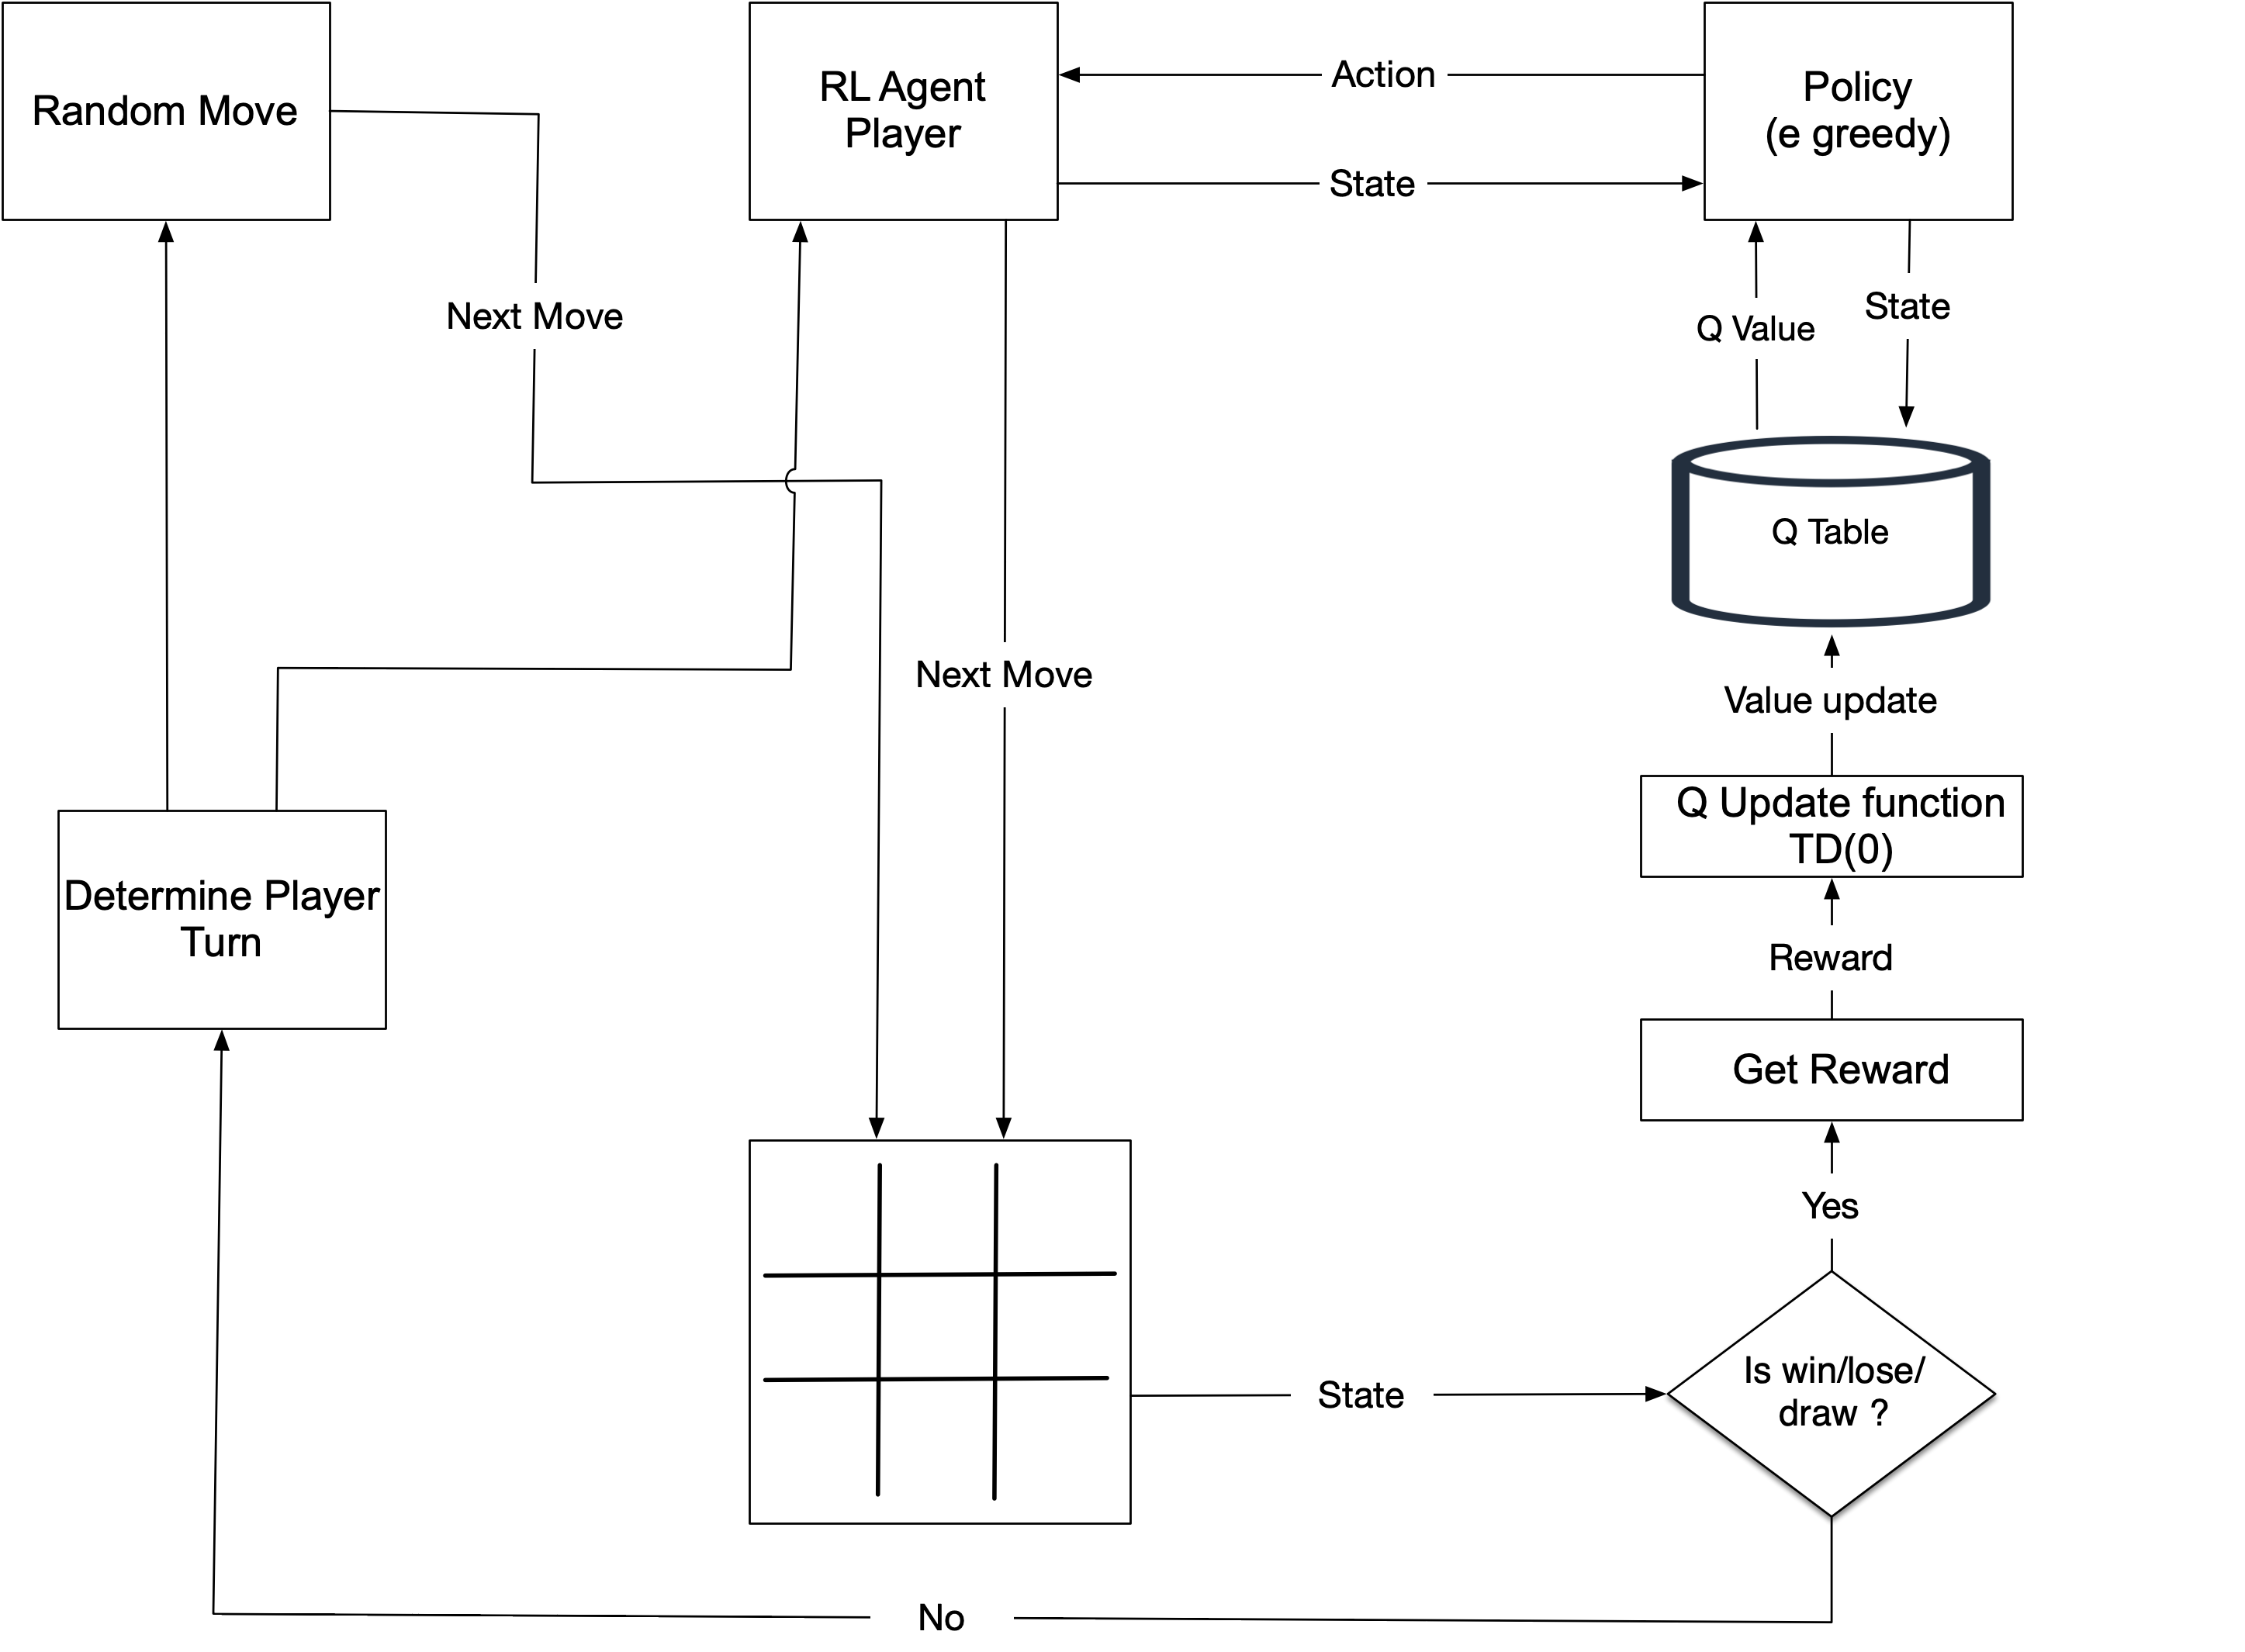 Random Move
RL Agent
Player
Action
Policy
(e greedy)
State
Next Move
Q Value
State
Q Table
Next Move
Value update
Q Update function
TD(0)
Determine Player
Turn
Reward
Get Reward
Yes
Is win/lose/
draw ?
State
No